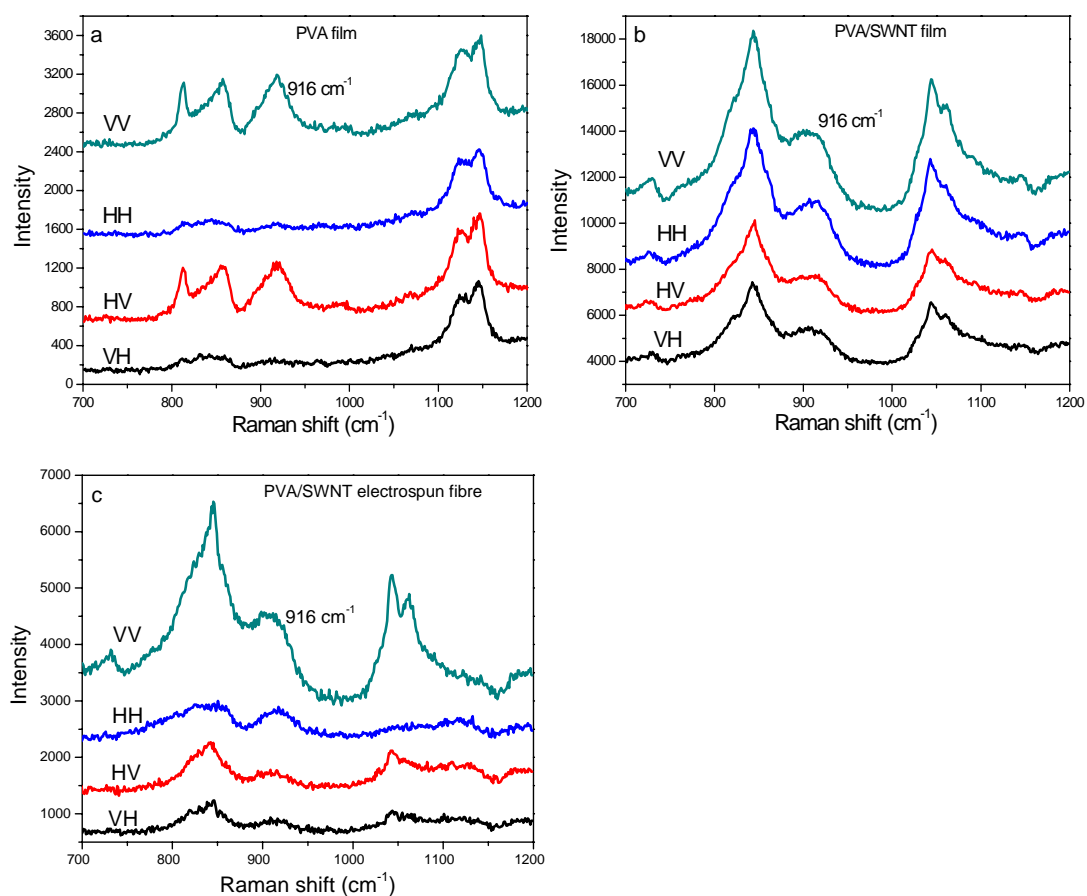 a
PVA film
3600
3200
2800
2400
2000
1600
1200
800
400
0
916 cm-1
VV
HH
HV
VH
Intensity
700 800 900 1000 1100 1200
Raman shift (cm-1)
b
PVA/SWNT film
18000
16000
14000
12000
10000
8000
6000
4000
916 cm-1
VV
HH
HV
VH
Intensity
700 800 900 1000 1100 1200
Raman shift (cm-1)
c
PVA/SWNT electrospun fibre
7000
6000
5000
4000
3000
2000
1000
916 cm-1
VV
HH
HV
VH
Intensity
700 800 900 1000 1100 1200
Raman shift (cm-1)